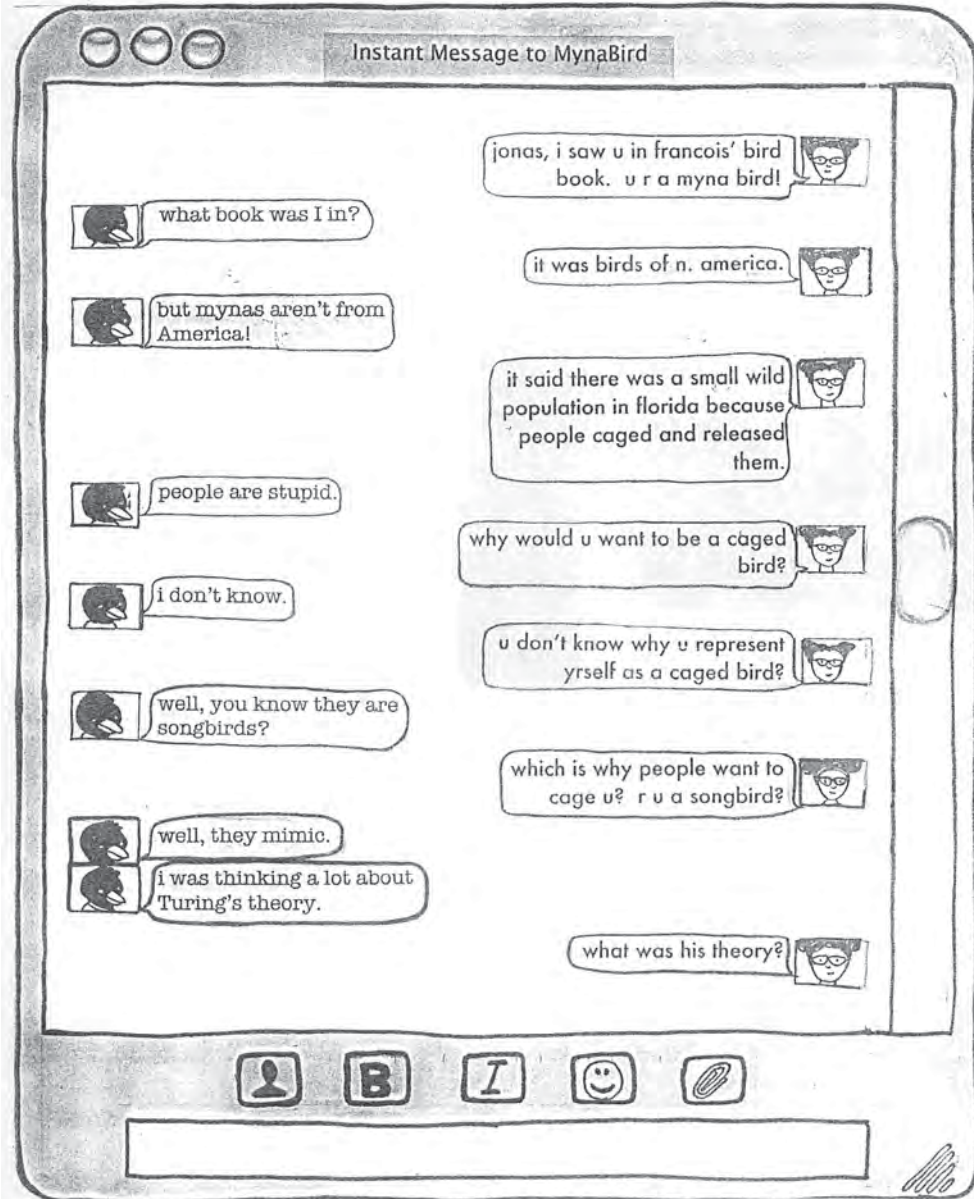 Instant Message to MynaBird
jonas, i saw u in francois' bird
book. u r a myna bird!
what book was I in?
it was birds of n. america.
but mynas aren't from
America!
it said there was a small wild
population in florida because
people caged and released
them.
people are stupid.
why would u want to be a caged
bird?
i don't know.
u don't know why u represent
yrself as a caged bird?
well, you know they are
songbirds?
which is why people want to
cage u? r u a songbird?
well, they mimic.
i was thinking a lot about
Turing's theory.
what was his theory?
B
I